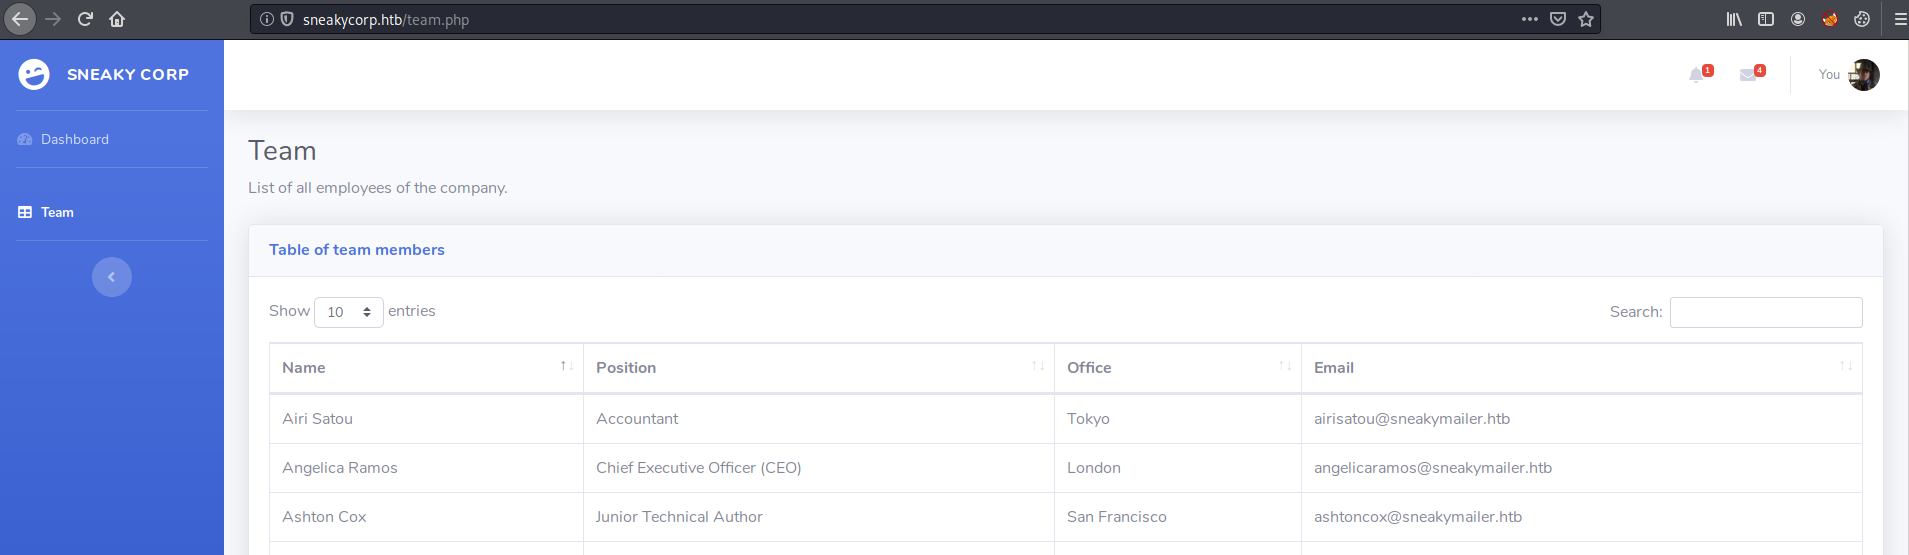 sneakycorp.htb/team.php
SNEAKY CORP
1
4
You
Dashboard
Team
Team
List of all employees of the company.
Table of team members
Show 10 entries
Search:
Name Position Office Email
Airi Satou Accountant Tokyo airisatou@sneakymailer.htb
Angelica Ramos Chief Executive Officer (CEO) London angelicaramos@sneakymailer.htb
Ashton Cox Junior Technical Author San Francisco ashtoncox@sneakymailer.htb